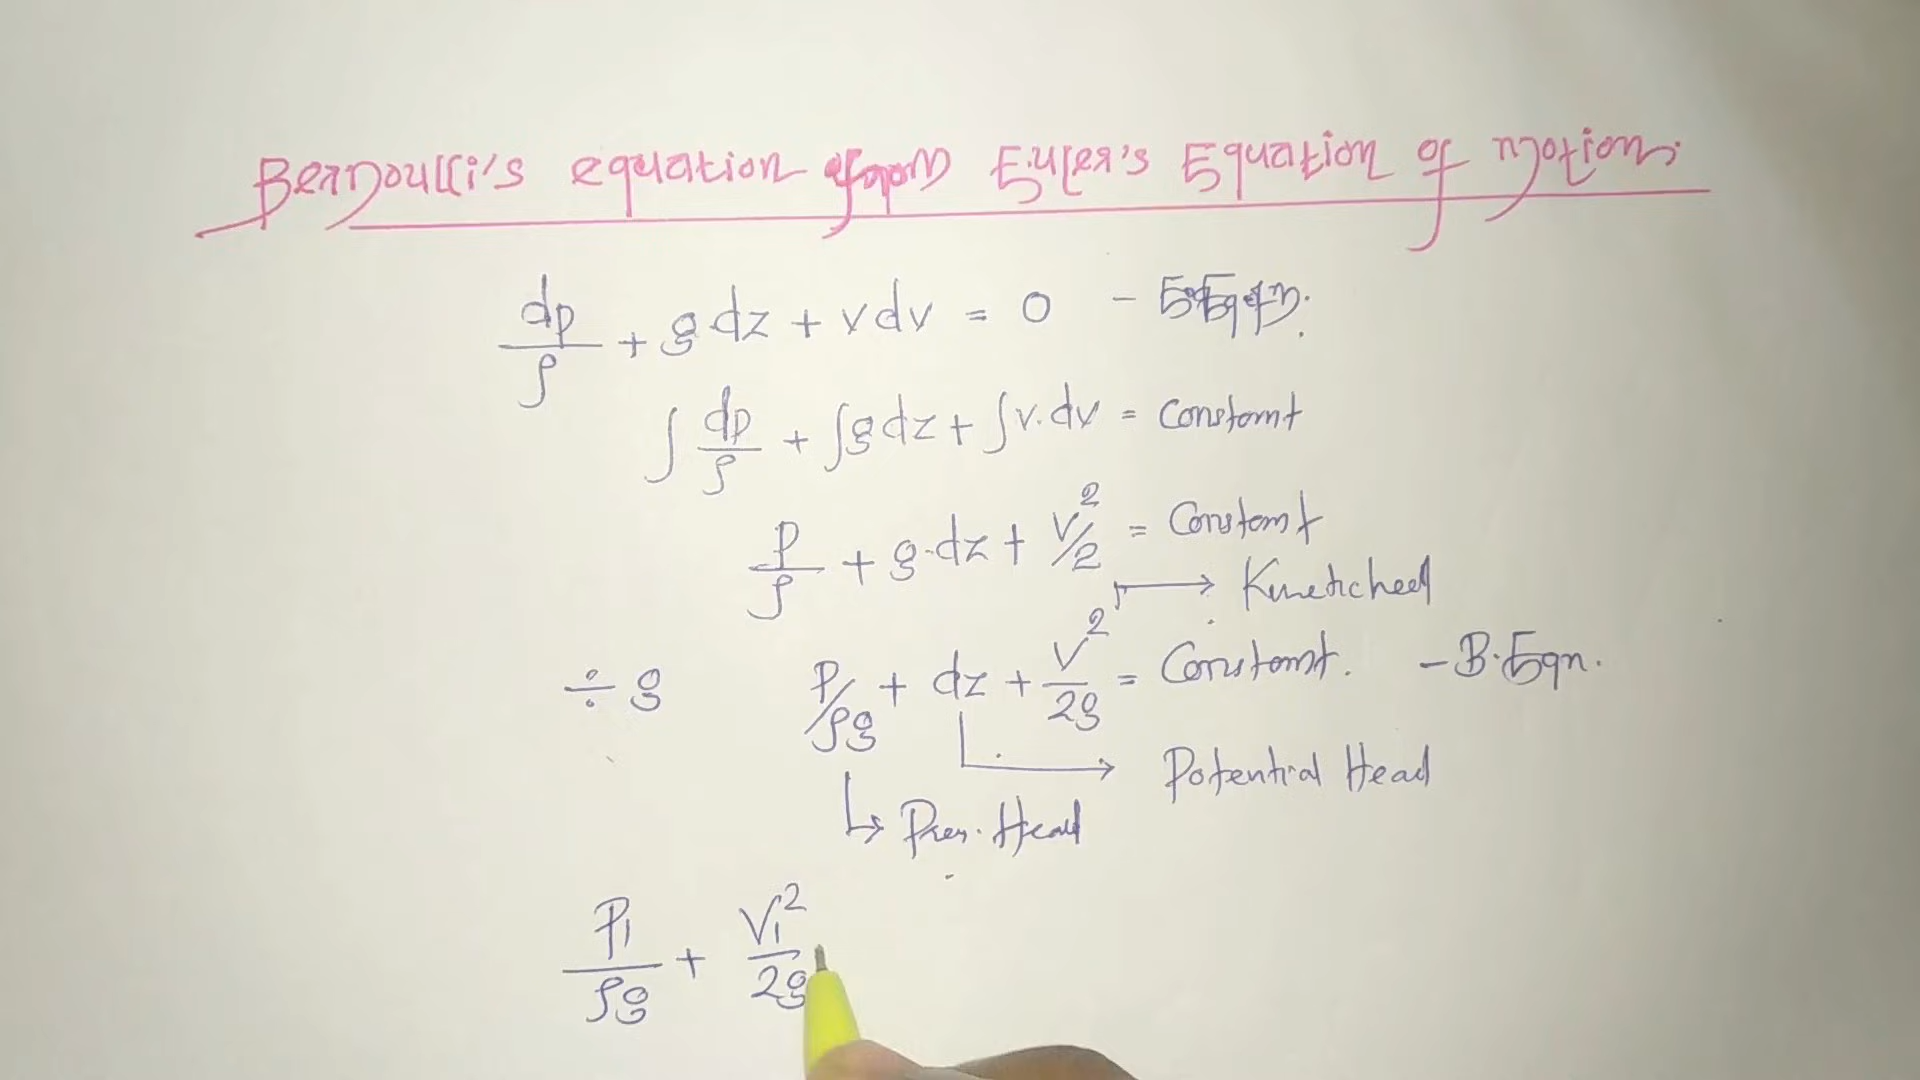 Bernoulli's equation from Euler's Equation of motion.
dp/ρ + g dz + v dv = 0 -
∫ dp/ρ + ∫ g dz + ∫ v. dv = Constant
P/ρ + g. dz + v²/2 = Constant
→ Kinetic head
÷ g P/ρg + dz + v²/2g = Constant. - B. Eqn.
→ Potential Head
↳ Pres. Head
P₁/ρg + V₁²/2g